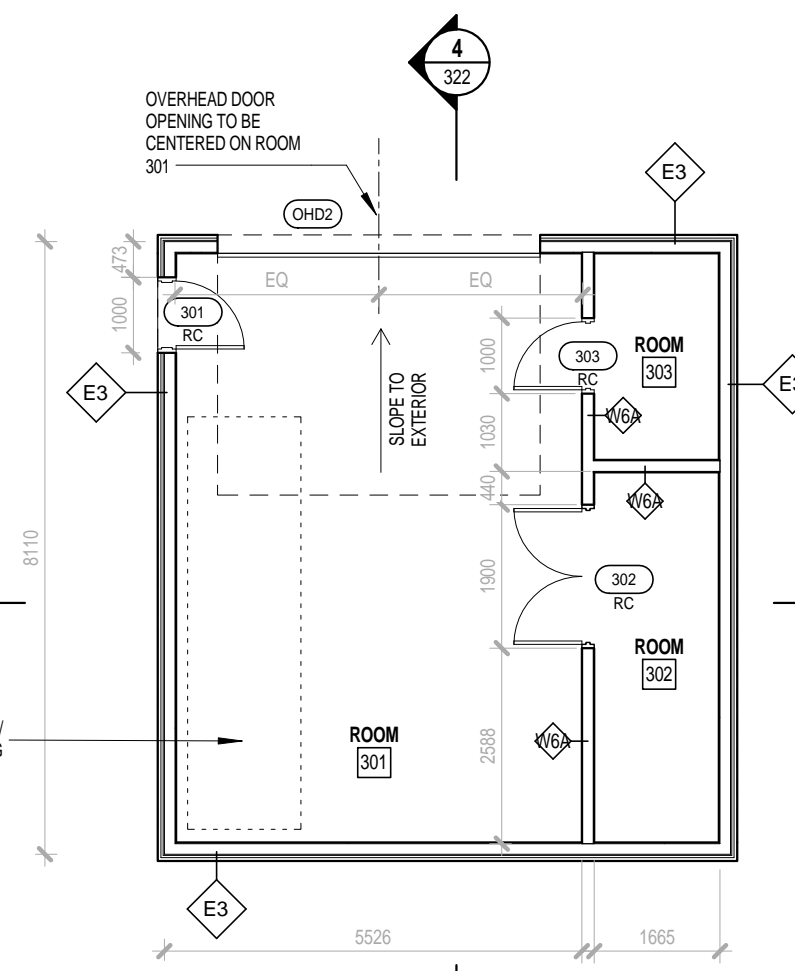 4
322
OVERHEAD DOOR
OPENING TO BE
CENTERED ON ROOM
301
E3
OHD2
473
EQ
EQ
1000
301
RC
1000
303
RC
ROOM
303
E3
E3
SLOPE TO
EXTERIOR
W6A
1030
440
W6A
8110
1900
302
RC
ROOM
302
ROOM
301
W6A
2588
E3
5526
1665